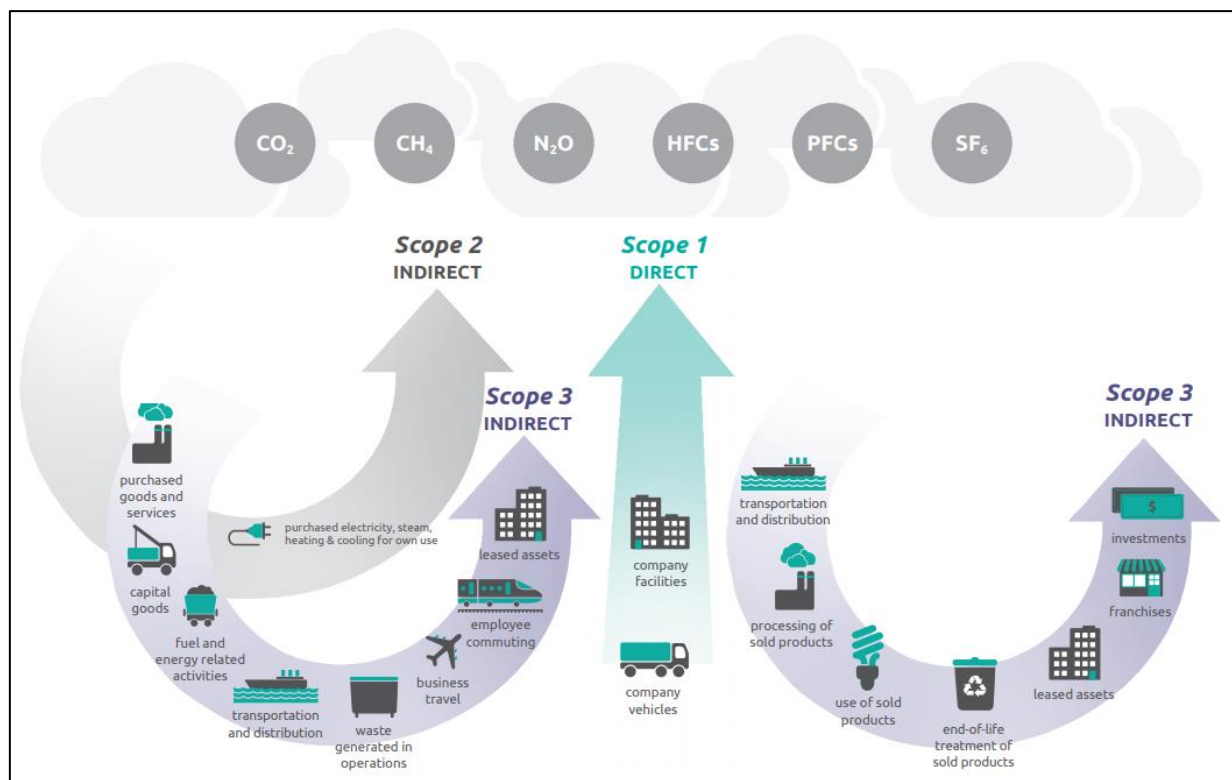 CO₂
CH₄
N₂O
HFCs
PFCs
SF₆
Scope 2
INDIRECT
Scope 1
DIRECT
Scope 3
INDIRECT
Scope 3
INDIRECT
purchased
goods and
services
capital
goods
fuel and
energy related
activities
purchased electricity, steam,
heating & cooling for own use
transportation
and distribution
waste
generated in
operations
business
travel
employee
commuting
leased assets
company
facilities
company
vehicles
transportation
and distribution
processing of
sold products
use of sold
products
end-of-life
treatment of
sold products
leased assets
franchises
$
investments